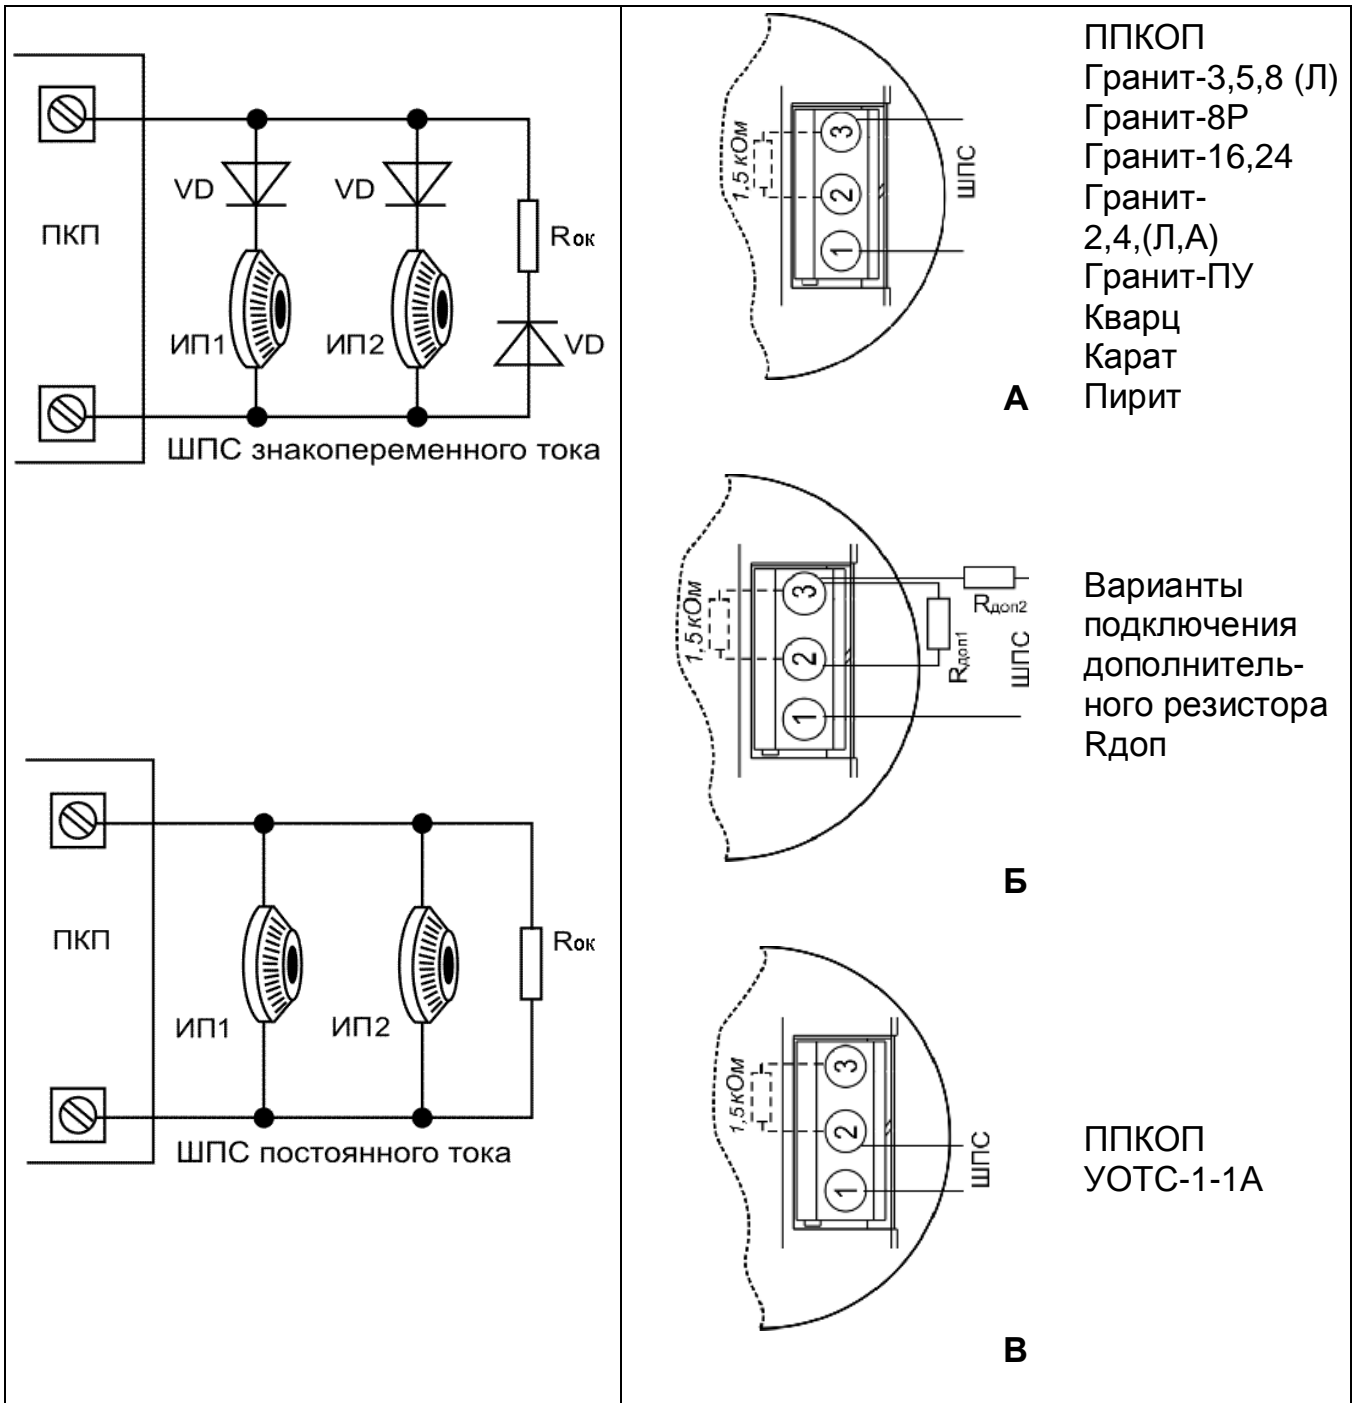 VD
VD
ПКП
Rок
ИП1
ИП2
VD
ШПС знакопеременного тока
ПКП
Rок
ИП1
ИП2
ШПС постоянного тока
1,5 кОм
3
2
1
ШПС
А
ППКОП
Гранит-3,5,8 (Л)
Гранит-8Р
Гранит-16,24
Гранит-
2,4,(Л,А)
Гранит-ПУ
Кварц
Карат
Пирит
1,5 кОм
3
2
1
Rдоп2
Rдоп1
ШПС
Б
Варианты
подключения
дополнитель-
ного резистора
Rдоп
1,5 кОм
3
2
1
ШПС
В
ППКОП
УОТС-1-1А